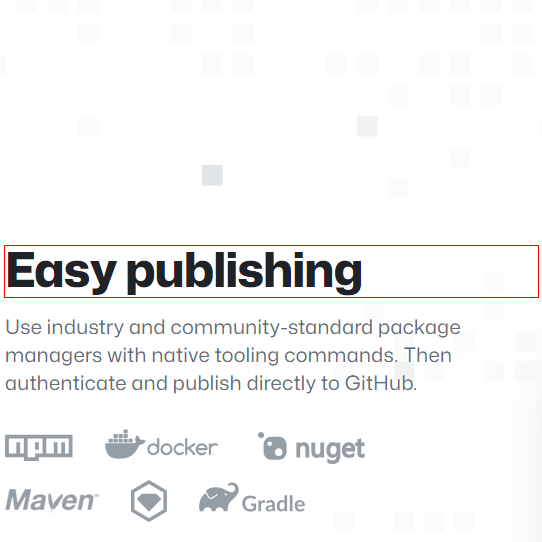 Easy publishing
Use industry and community-standard package
managers with native tooling commands. Then
authenticate and publish directly to GitHub.
npm docker nuget
Maven™ Gradle